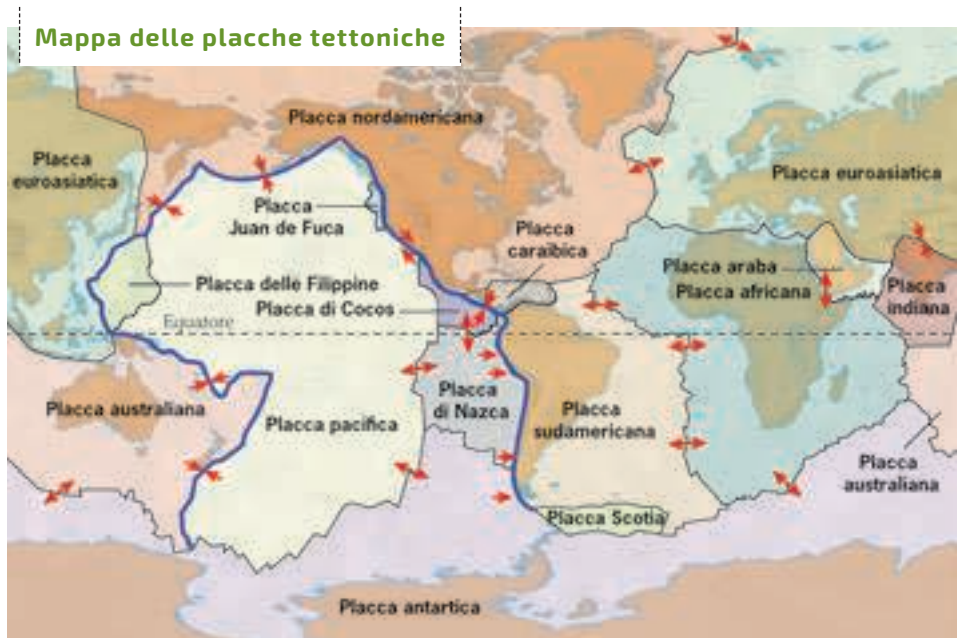 Mappa delle placche tettoniche
Placca nordamericana
Placca
euroasiatica
Placca euroasiatica
Placca
Juan de Fuca
Placca
caraibica
Placca araba
Placca africana
Placca
indiana
Placca delle Filippine
Placca di Cocos
Equatore
Placca australiana
Placca pacifica
Placca
di Nazca
Placca
sudamericana
Placca
australiana
Placca Scotia
Placca antartica